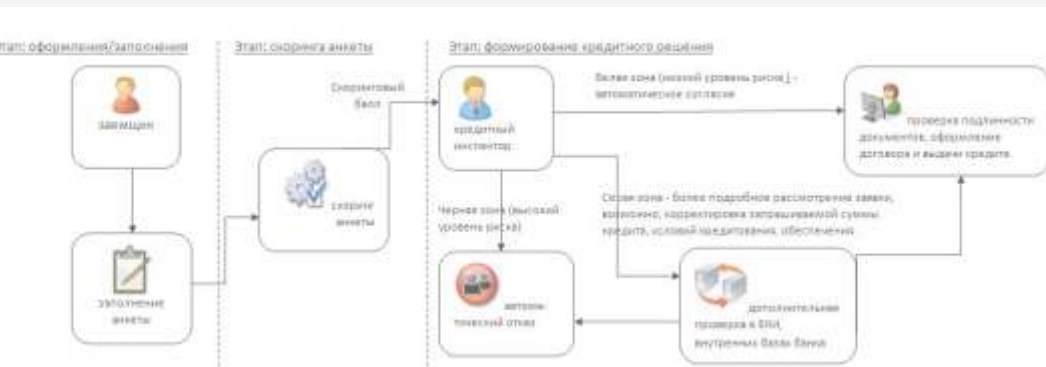 Этап: оформления/заполнения
Этап: скоринга анкеты
Этап: формирование кредитного решения
заемщик
заполнение
анкеты
Скоринговый
балл
скоринг
анкеты
кредитный
инспектор
Белая зона (низкий уровень риска) -
автоматическое согласие
проверка подлинности
документов, оформление
договора и выдачи кредита
Черная зона (высокий
уровень риска)
Серая зона - более подробное рассмотрение заявки,
возможно, корректировка запрашиваемой суммы
кредита, условий кредитования, обеспечения
автома
тический отказ
дополнительная
проверка в БКИ,
внутренних базах банка